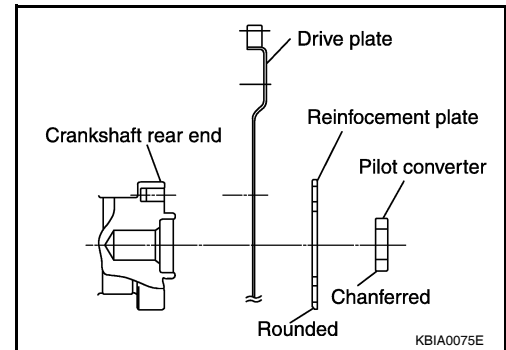 Drive plate
Reinfocement plate
Crankshaft rear end
Pilot converter
Chanferred
Rounded
KBIA0075E